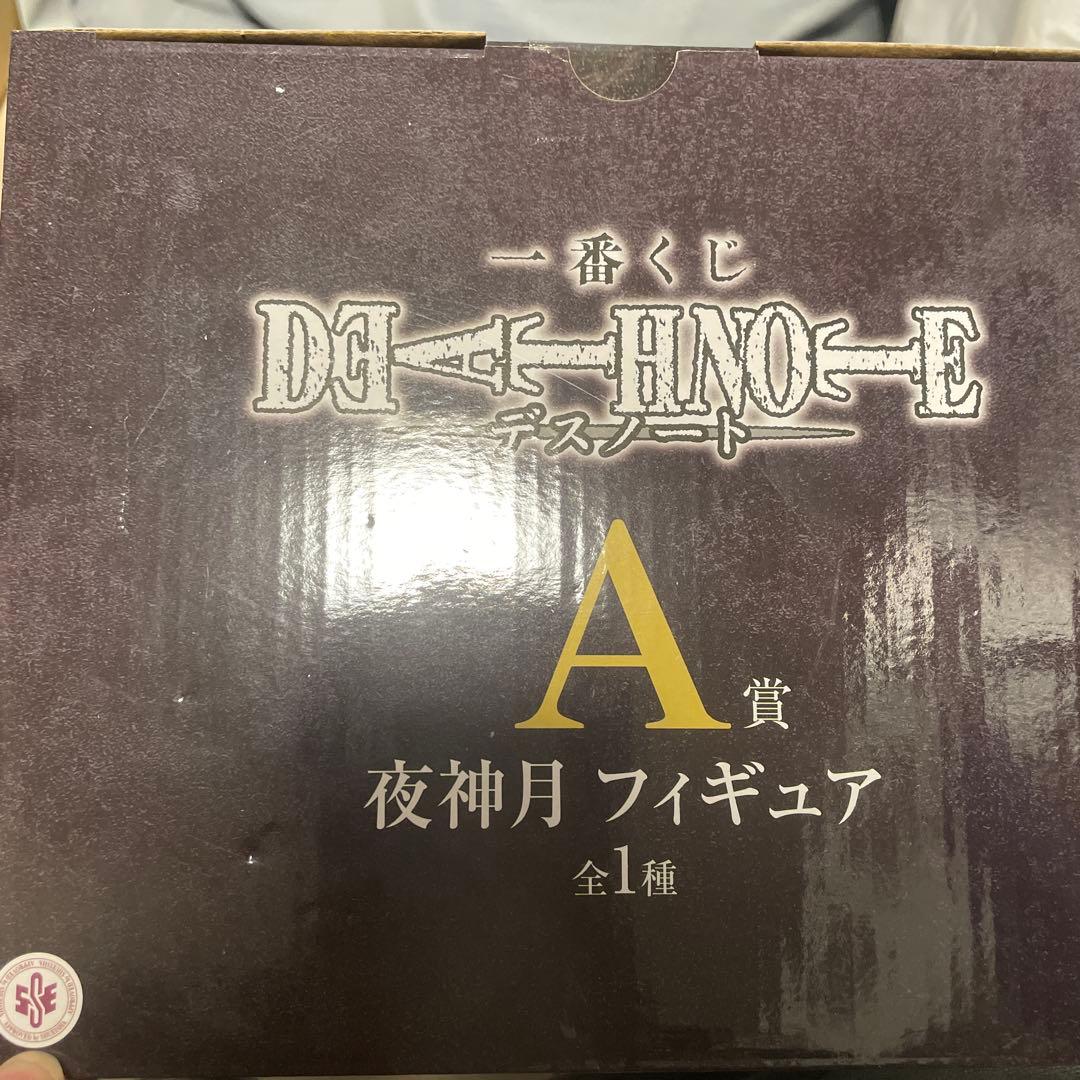 一番くじ
DEATH NOTE
デスノート
A賞
夜神月 フィギュア
全1種